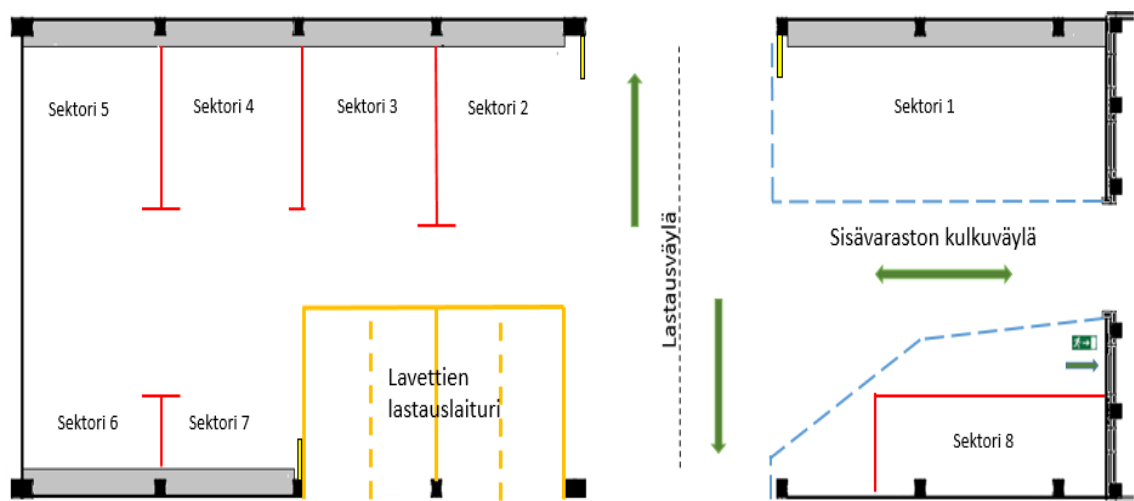 Sektori 5
Sektori 4
Sektori 3
Sektori 2
Sektori 1
Lastausväylä
Sisävaraston kulkuväylä
Lavettien
lastauslaituri
Sektori 6
Sektori 7
Sektori 8